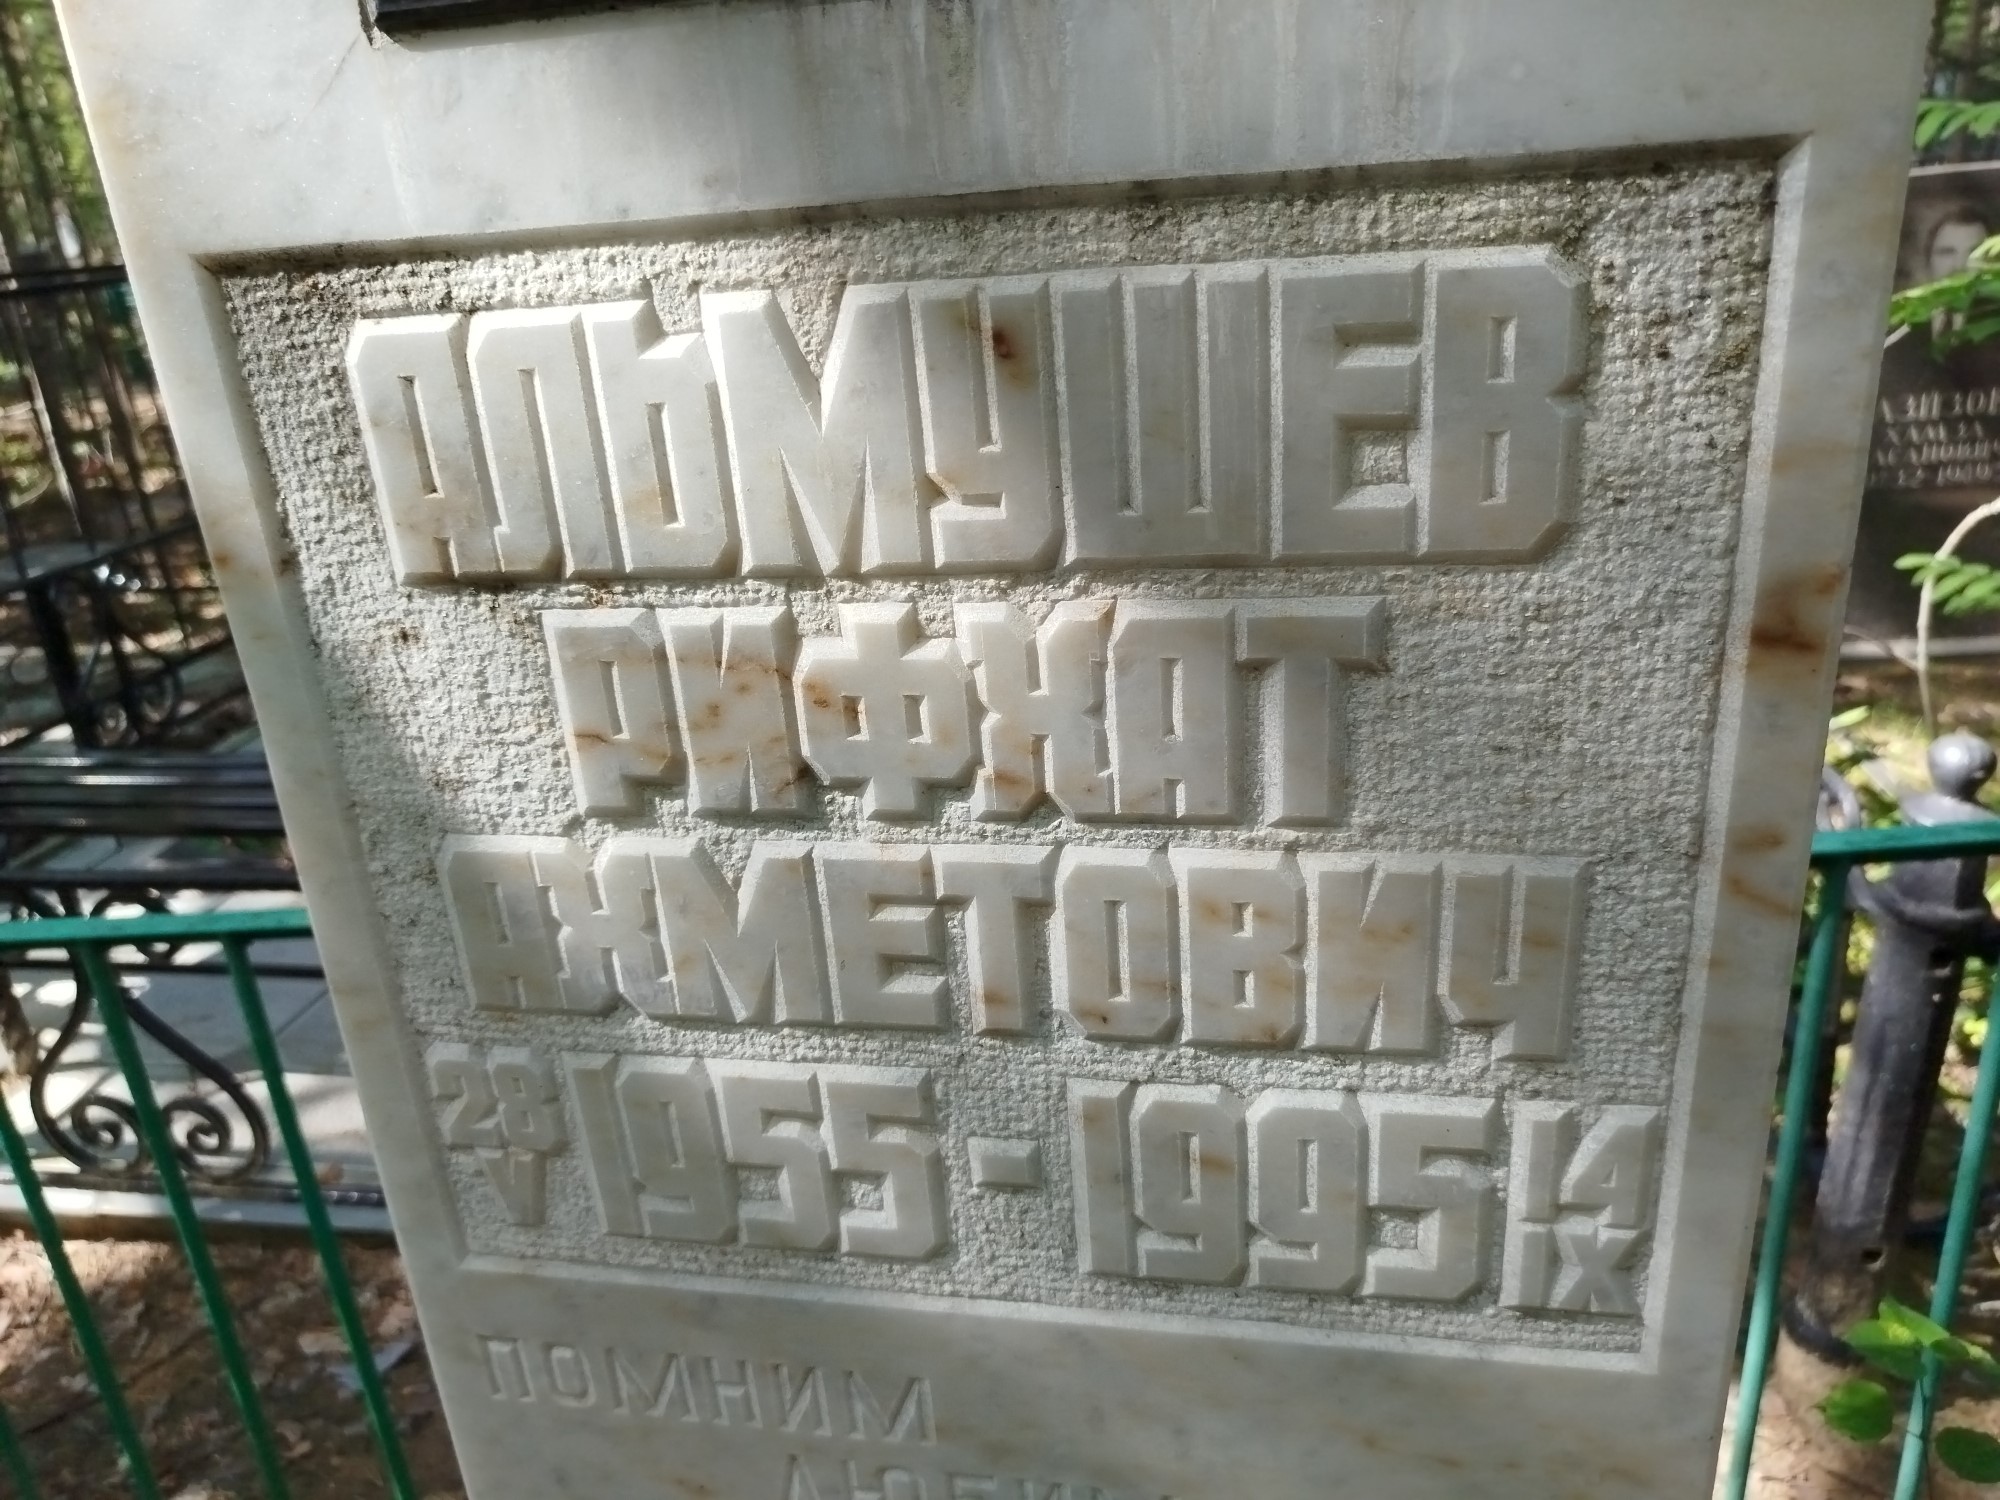 АЛЬМУШЕВ
РИФХАТ
АХМЕТОВИЧ
28 V 1955 - 1995 14 IX
ПОМНИМ